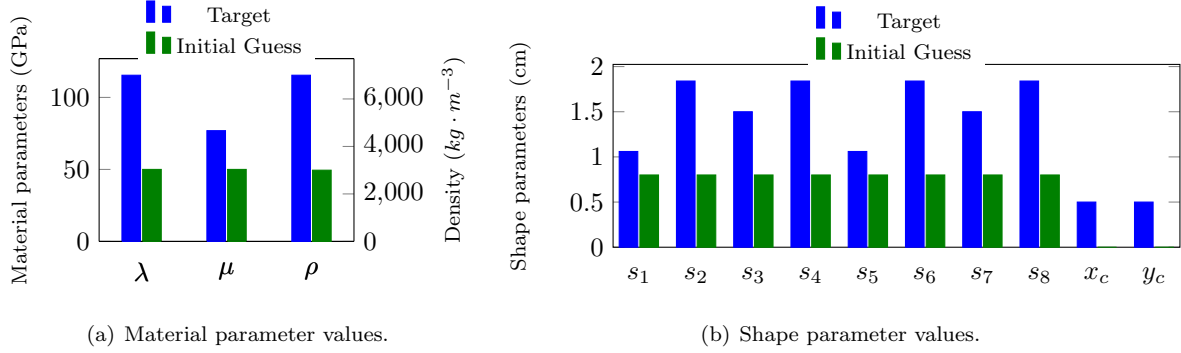 Target
Initial Guess
Material parameters (GPa)
100
50
0
6,000
4,000
2,000
0
Density (kg · m⁻³)
λ μ ρ
(a) Material parameter values.
Target
Initial Guess
Shape parameters (cm)
2
1.5
1
0.5
0
s₁ s₂ s₃ s₄ s₅ s₆ s₇ s₈ x_c y_c
(b) Shape parameter values.